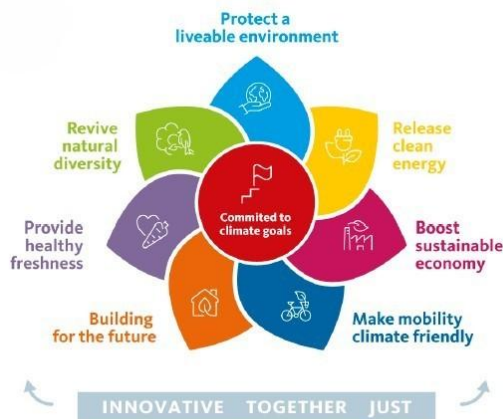 Protect a
liveable environment
Revive
natural
diversity
Release
clean
energy
Commited to
climate goals
Provide
healthy
freshness
Boost
sustainable
economy
Building
for the future
Make mobility
climate friendly
INNOVATIVE TOGETHER JUST